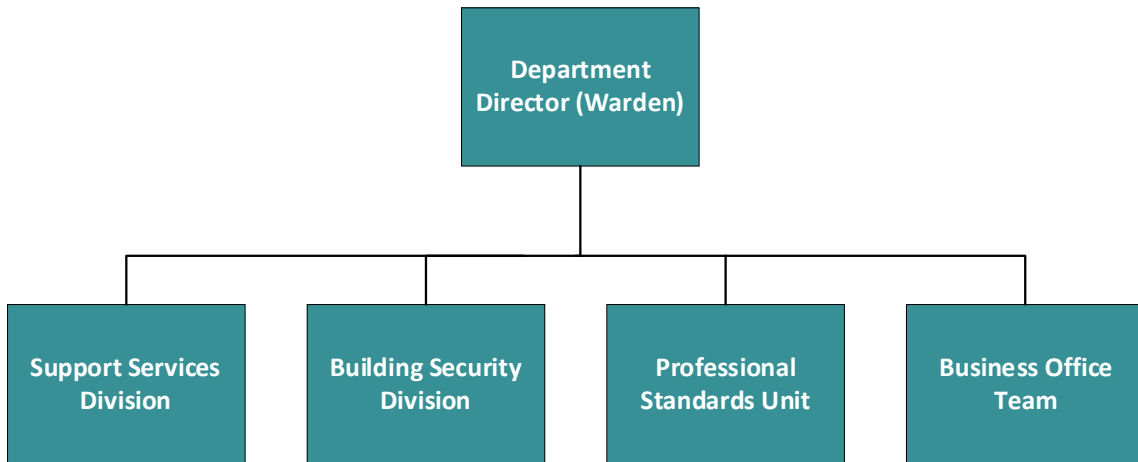 Department
Director (Warden)
Support Services
Division
Building Security
Division
Professional
Standards Unit
Business Office
Team